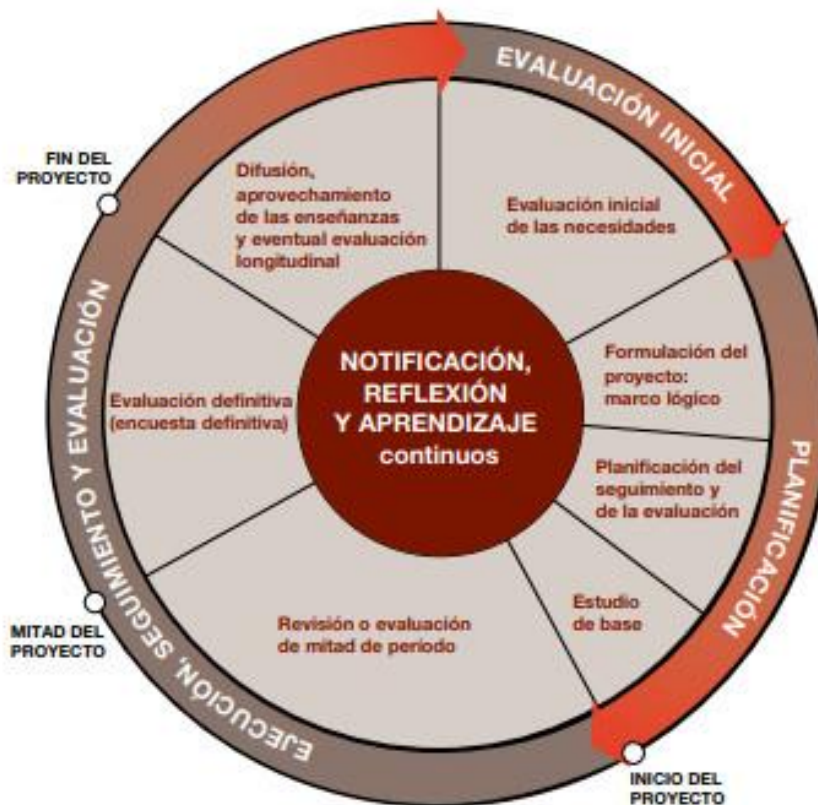 EVALUACIÓN INICIAL
Evaluación inicial
de las necesidades
PLANIFICACIÓN
Formulación del
proyecto:
marco lógico
Planificación del
seguimiento y
de la evaluación
Estudio
de base
INICIO DEL
PROYECTO
EJECUCIÓN, SEGUIMIENTO Y EVALUACIÓN
Revisión o evaluación
de mitad de período
MITAD DEL
PROYECTO
Evaluación definitiva
(encuesta definitiva)
FIN DEL
PROYECTO
Difusión,
aprovechamiento
de las enseñanzas
y eventual evaluación
longitudinal
NOTIFICACIÓN,
REFLEXIÓN
Y APRENDIZAJE
continuos